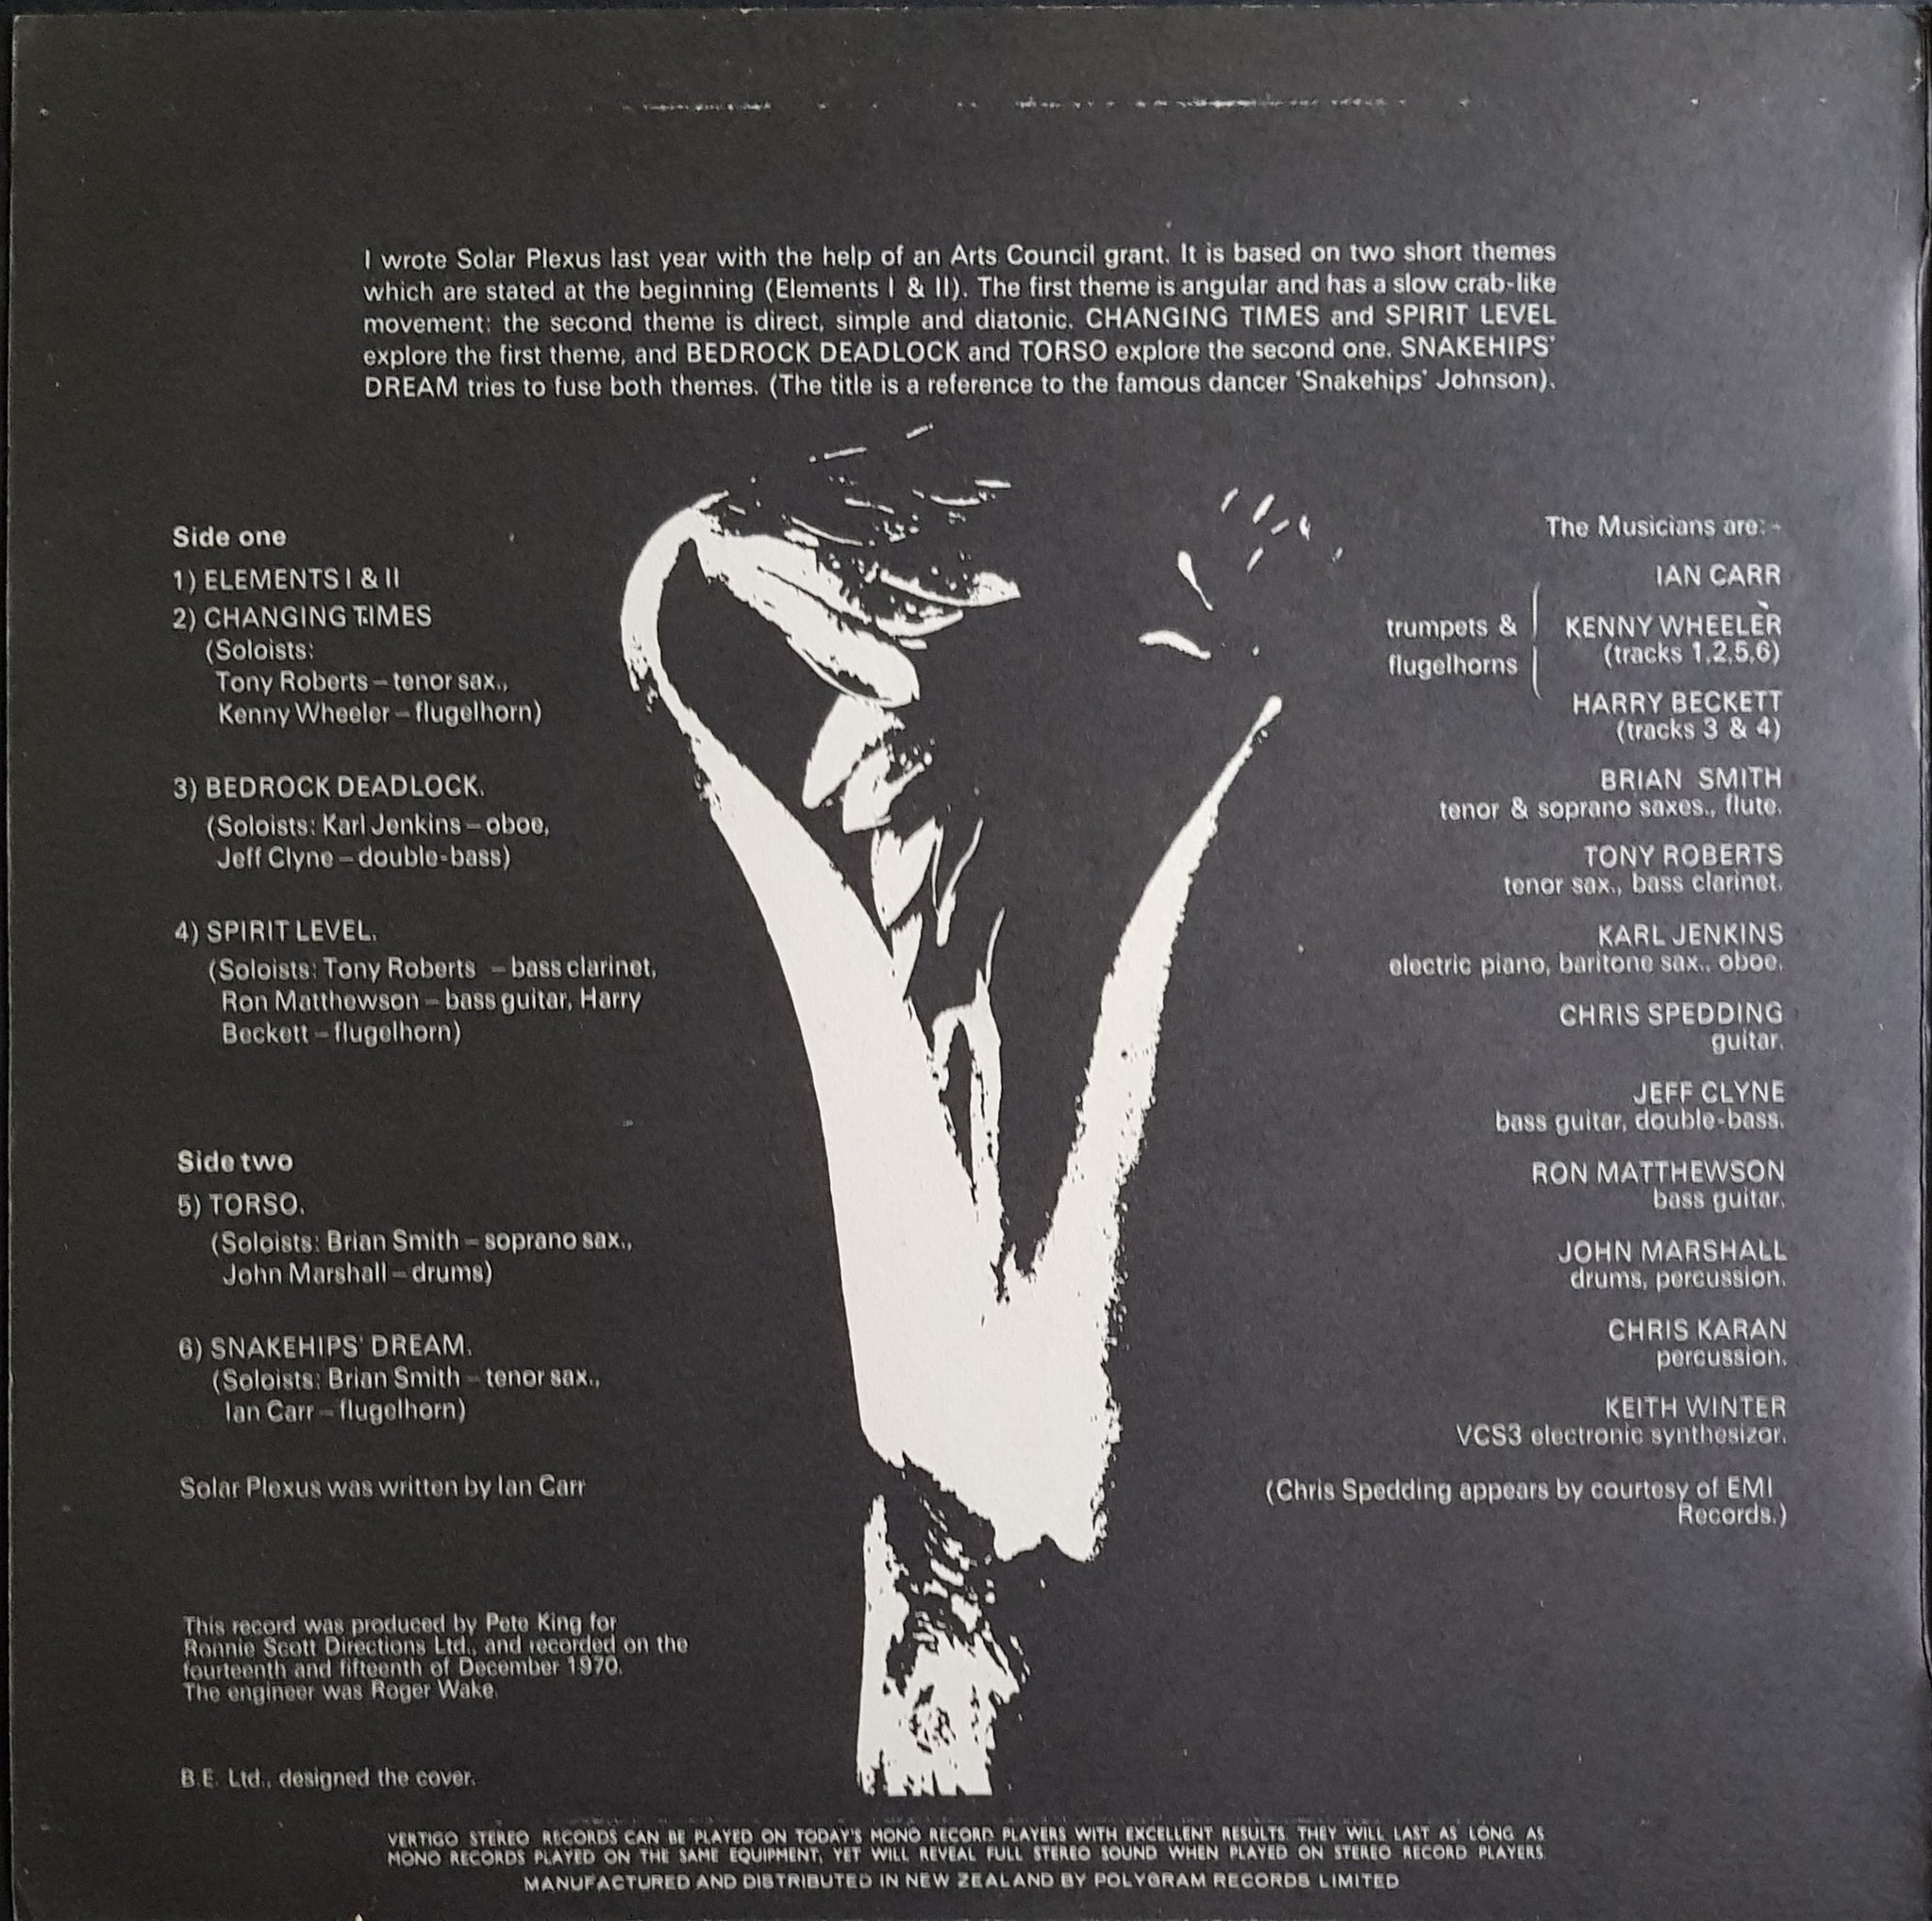 I wrote Solar Plexus last year with the help of an Arts Council grant. It is based on two short themes
which are stated at the beginning (Elements I & II). The first theme is angular and has a slow crab-like
movement: the second theme is direct, simple and diatonic. CHANGING TIMES and SPIRIT LEVEL
explore the first theme, and BEDROCK DEADLOCK and TORSO explore the second one. SNAKEHIPS'
DREAM tries to fuse both themes. (The title is a reference to the famous dancer 'Snakehips' Johnson).
Side one
1) ELEMENTS I & II
2) CHANGING TIMES
(Soloists:
Tony Roberts – tenor sax.,
Kenny Wheeler – flugelhorn)
3) BEDROCK DEADLOCK.
(Soloists: Karl Jenkins – oboe,
Jeff Clyne – double-bass)
4) SPIRIT LEVEL.
(Soloists: Tony Roberts – bass clarinet,
Ron Matthewson – bass guitar, Harry
Beckett – flugelhorn)
Side two
5) TORSO.
(Soloists: Brian Smith – soprano sax.,
John Marshall – drums)
6) SNAKEHIPS' DREAM.
(Soloists: Brian Smith – tenor sax.,
Ian Carr – flugelhorn)
Solar Plexus was written by Ian Carr
This record was produced by Pete King for
Ronnie Scott Directions Ltd., and recorded on the
fourteenth and fifteenth of December 1970.
The engineer was Roger Wake.
B.E. Ltd., designed the cover.
The Musicians are:-
IAN CARR
trumpets & KENNY WHEELER
(tracks 1,2,5,6)
flugelhorns
HARRY BECKETT
(tracks 3 & 4)
BRIAN SMITH
tenor & soprano saxes., flute.
TONY ROBERTS
tenor sax., bass clarinet.
KARL JENKINS
electric piano, baritone sax., oboe.
CHRIS SPEDDING
guitar.
JEFF CLYNE
bass guitar, double-bass.
RON MATTHEWSON
bass guitar.
JOHN MARSHALL
drums, percussion.
CHRIS KARAN
percussion.
KEITH WINTER
VCS3 electronic synthesizor.
(Chris Spedding appears by courtesy of EMI
Records.)
VERTIGO STEREO RECORDS CAN BE PLAYED ON TODAY'S MONO RECORD PLAYERS WITH EXCELLENT RESULTS. THEY WILL LAST AS LONG AS
MONO RECORDS PLAYED ON THE SAME EQUIPMENT, YET WILL REVEAL FULL STEREO SOUND WHEN PLAYED ON STEREO RECORD PLAYERS.
MANUFACTURED AND DISTRIBUTED IN NEW ZEALAND BY POLYGRAM RECORDS LIMITED